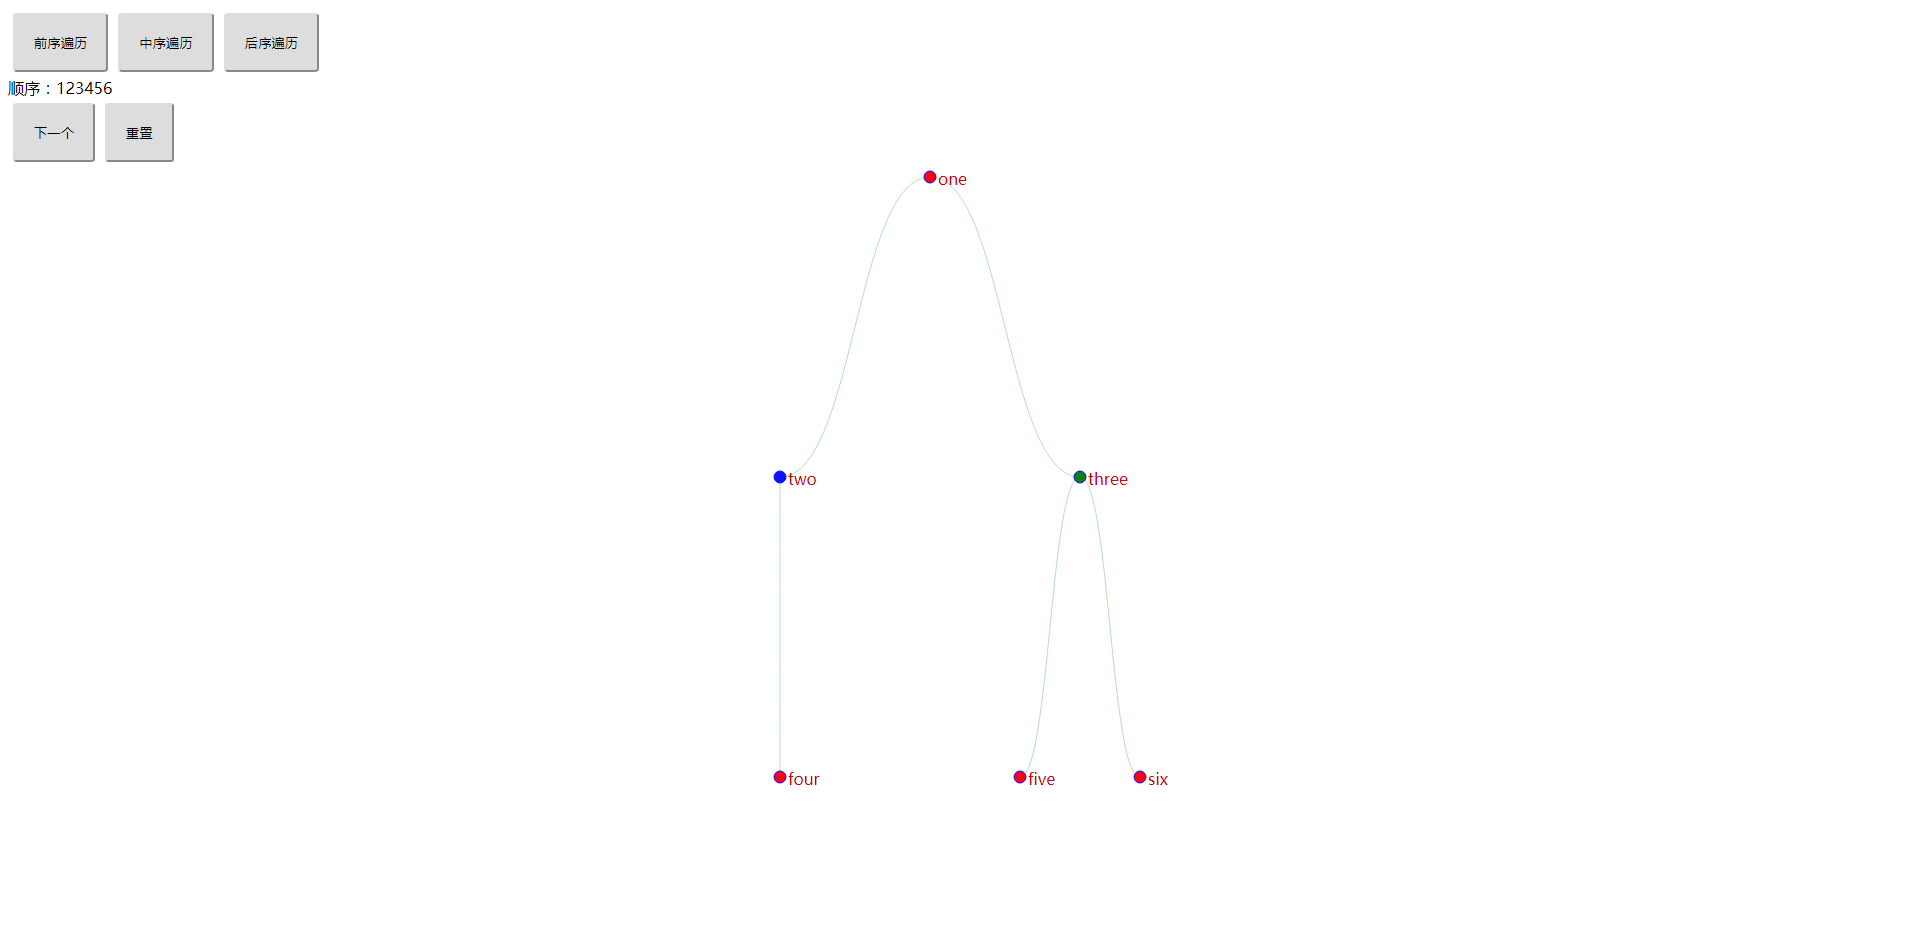 前序遍历 中序遍历 后序遍历
顺序：123456
下一个 重置
one
two three
four five six